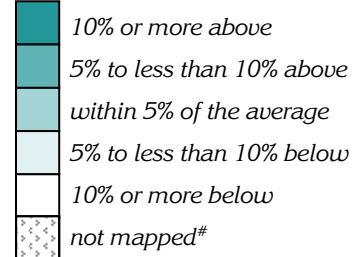 10% or more above
5% to less than 10% above
within 5% of the average
5% to less than 10% below
10% or more below
not mapped#